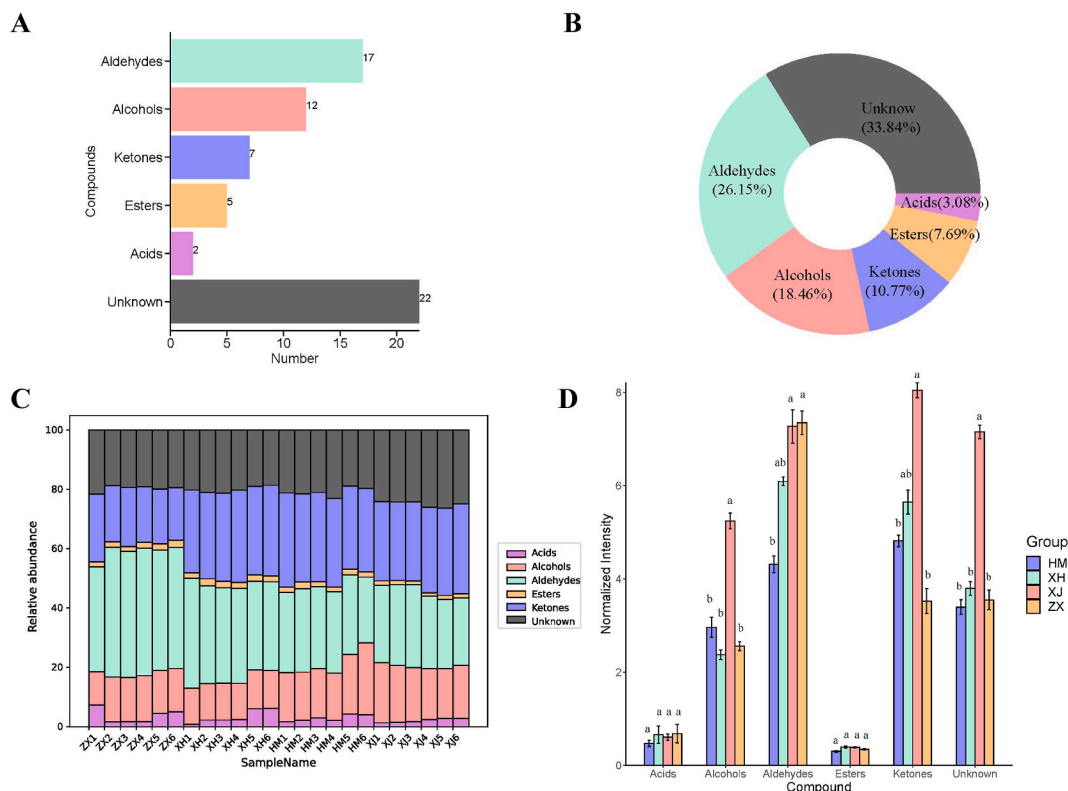 A
Compounds
Aldehydes
17
Alcohols
12
Ketones
7
Esters
5
Acids
2
Unknown
22
0
5
10
15
20
Number
B
Unknow
(33.84%)
Aldehydes
(26.15%)
Acids(3.08%)
Esters(7.69%)
Alcohols
(18.46%)
Ketones
(10.77%)
C
Relative abundance
100
80
60
40
20
0
ZX1
ZX2
ZX3
ZX4
ZX5
ZX6
XH1
XH2
XH3
XH4
XH5
XH6
HM1
HM2
HM3
HM4
HM5
HM6
XJ1
XJ2
XJ3
XJ4
XJ5
XJ6
SampleName
Acids
Alcohols
Aldehydes
Esters
Ketones
Unknown
D
Normalized Intensity
8
6
4
2
0
a a a a
b b a b
b ab a a
a a a a
b ab a b
b b a b
Acids
Alcohols
Aldehydes
Esters
Ketones
Unknown
Compound
Group
HM
XH
XJ
ZX